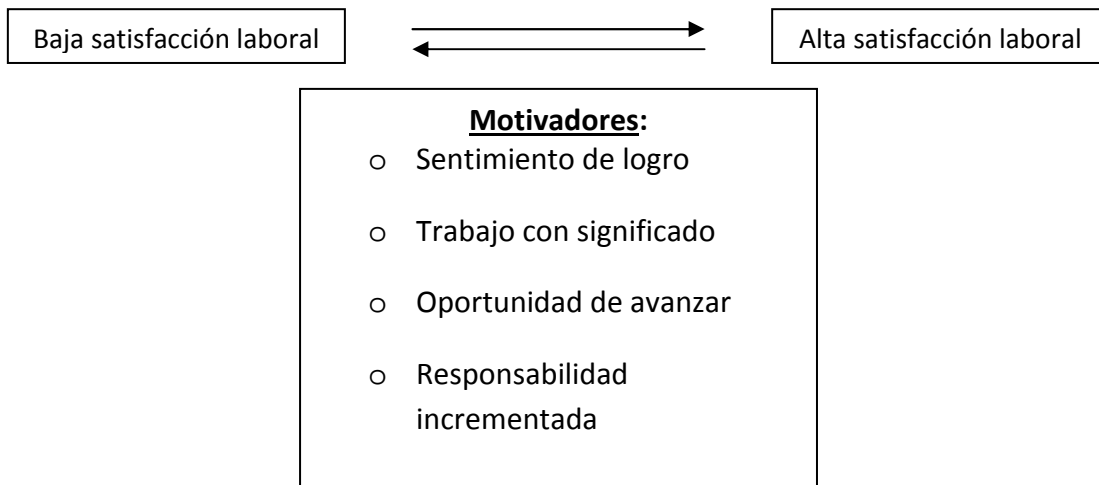 Baja satisfacción laboral
Alta satisfacción laboral
Motivadores:
o Sentimiento de logro
o Trabajo con significado
o Oportunidad de avanzar
o Responsabilidad
incrementada